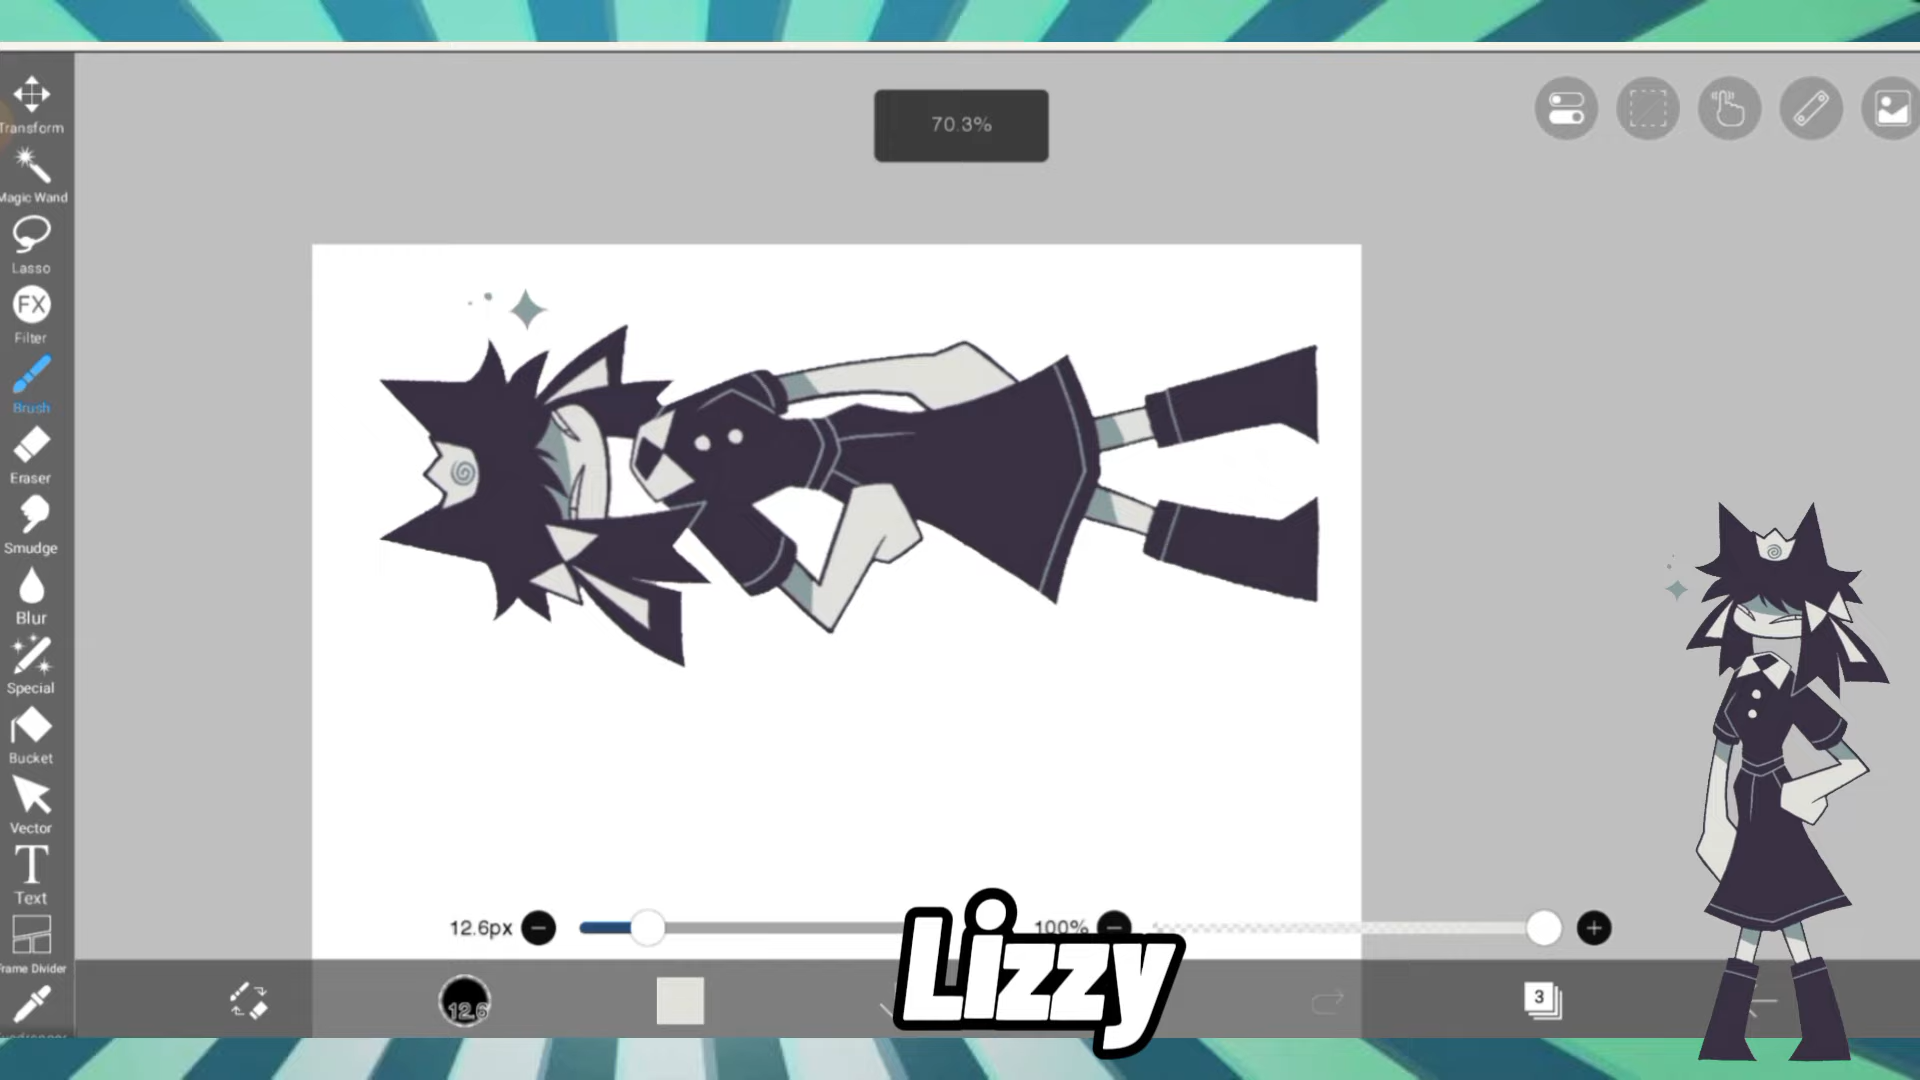 70.3%
Transform
Magic Wand
Lasso
FX
Filter
Brush
Eraser
Smudge
Blur
Special
Bucket
Vector
T
Text
Frame Divider
12.6px
100%
12.6
3
Lizzy